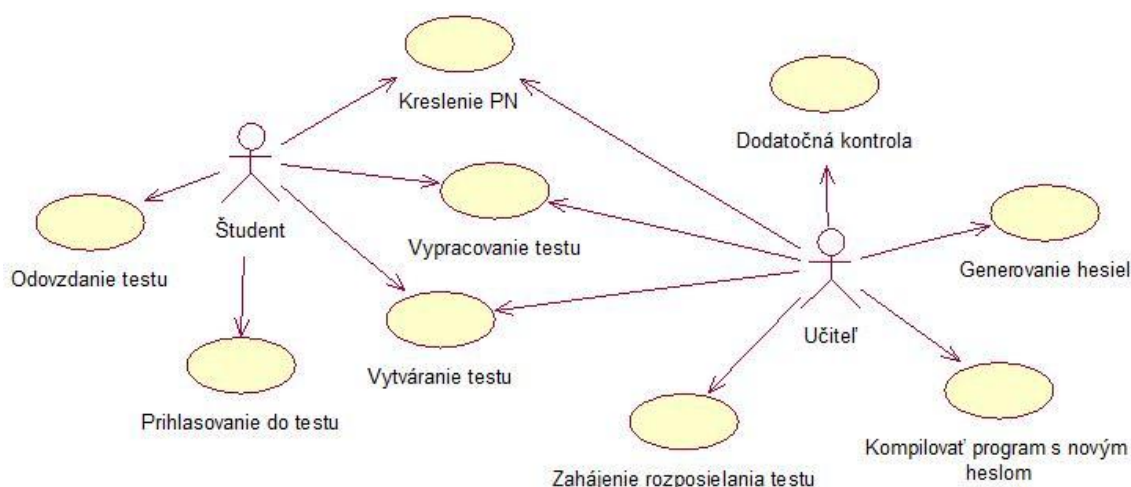 Kreslenie PN
Dodatočná kontrola
Študent
Vypracovanie testu
Odovzdanie testu
Generovanie hesiel
Učiteľ
Vytváranie testu
Prihlasovanie do testu
Zahájenie rozposielania testu
Kompilovať program s novým
heslom